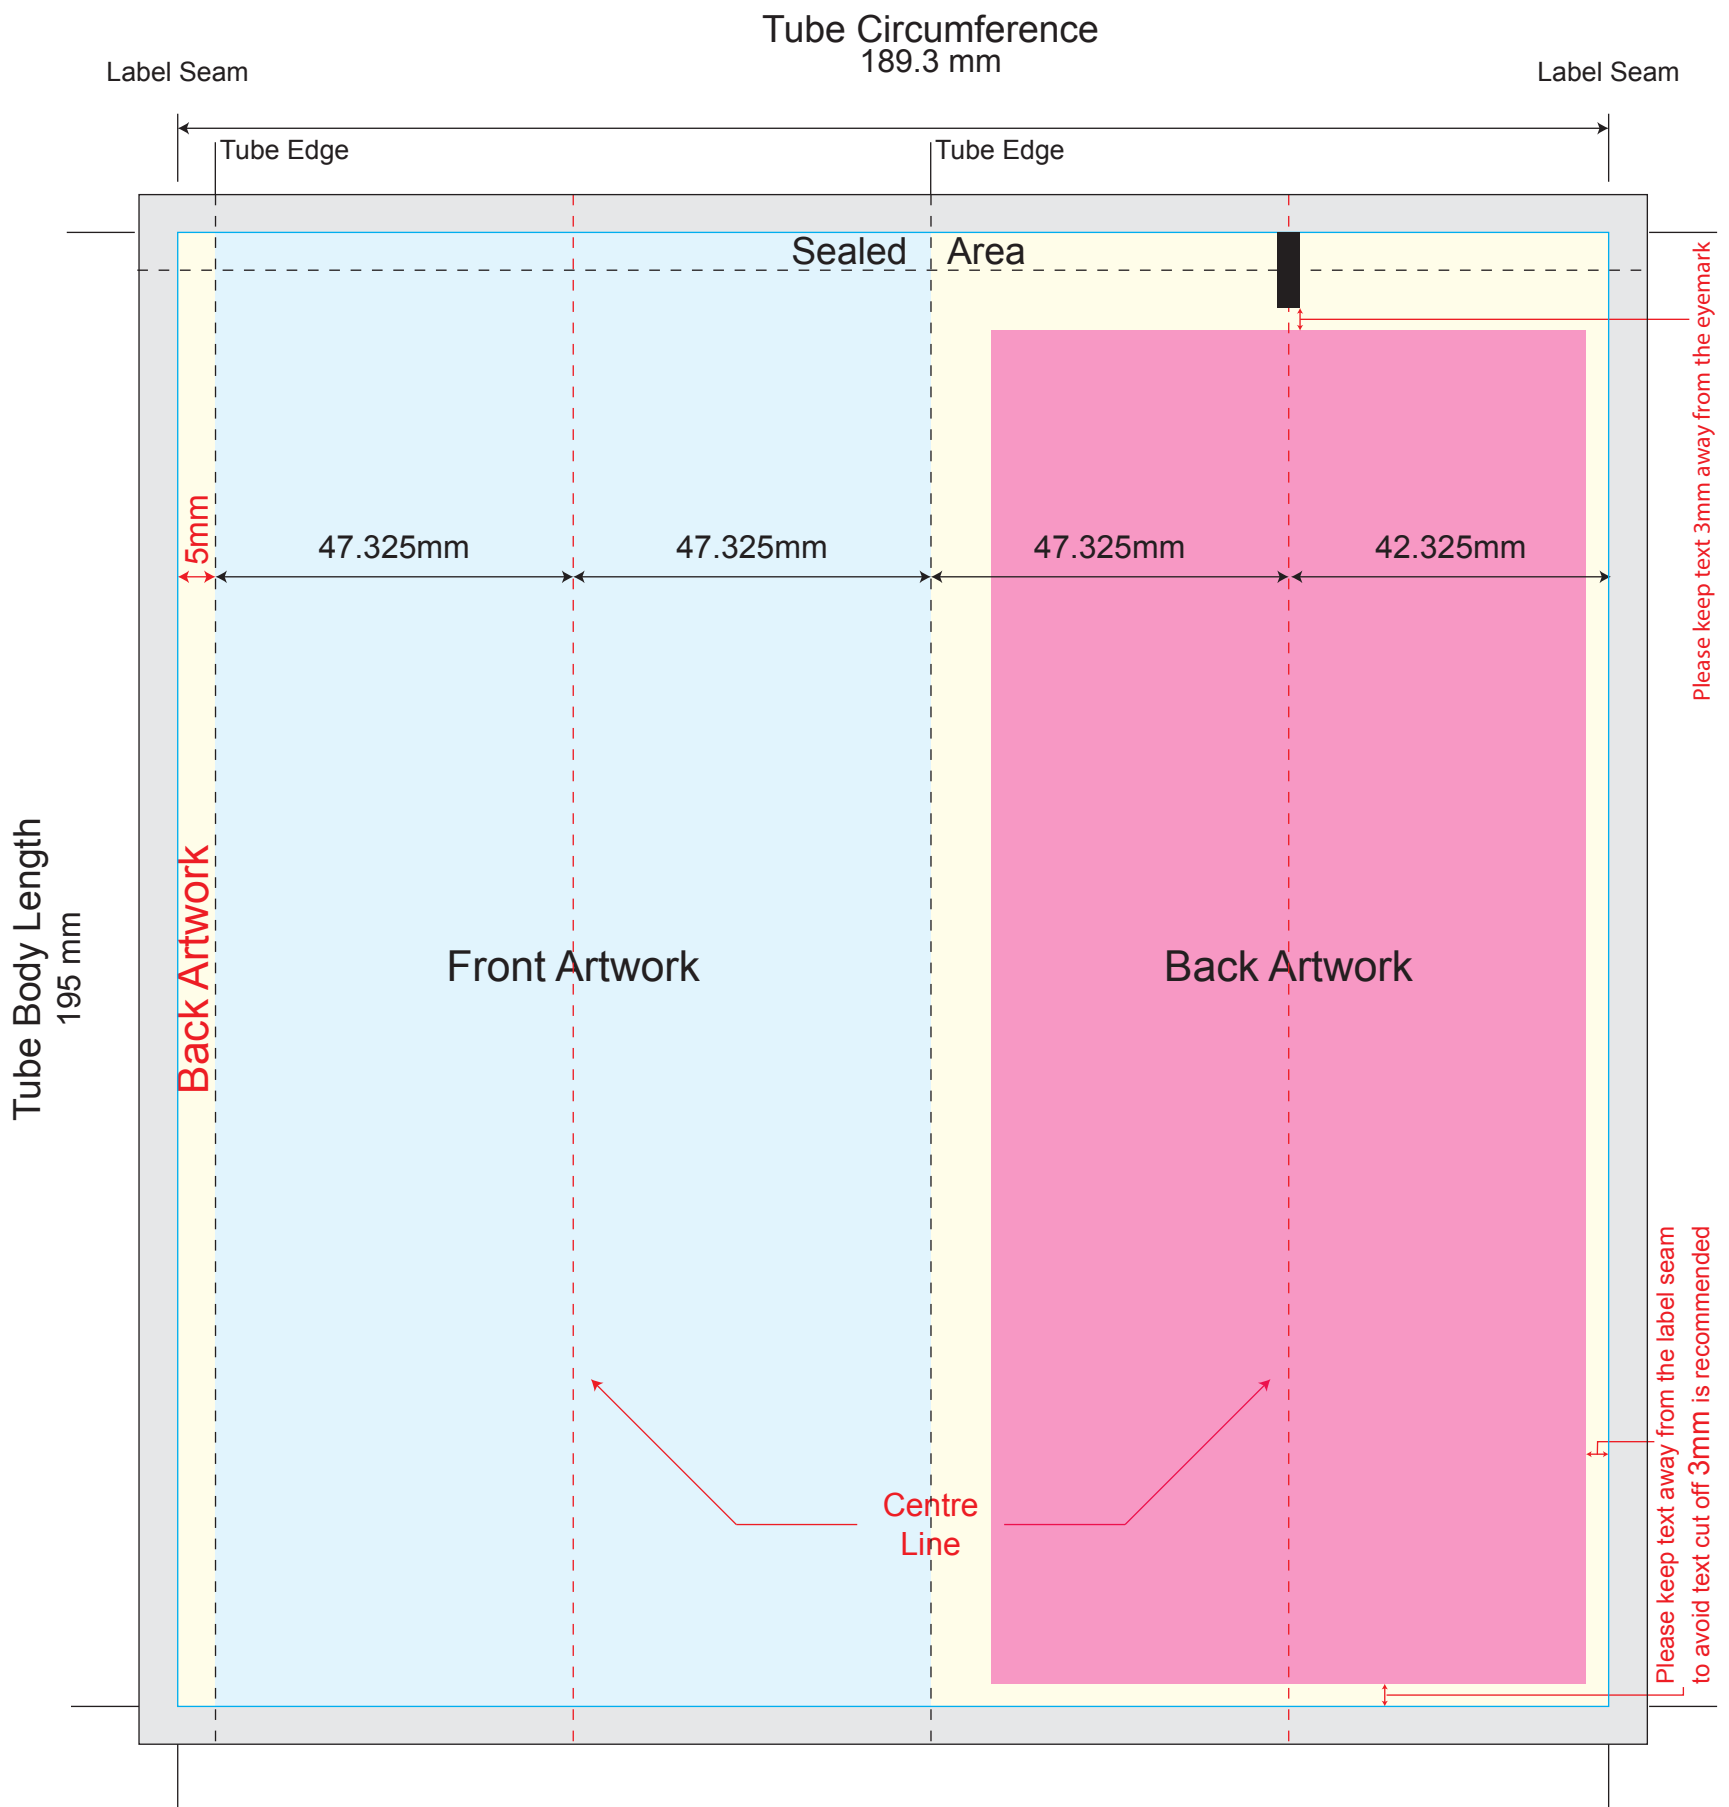 Tube Circumference
189.3 mm
Label Seam
Label Seam
Tube Edge
Tube Edge
Sealed Area
Please keep text 3mm away from the eyemark
5mm
47.325mm
47.325mm
47.325mm
42.325mm
Tube Body Length
195 mm
Back Artwork
Front Artwork
Back Artwork
Centre
Line
Please keep text away from the label seam
to avoid text cut off 3mm is recommended